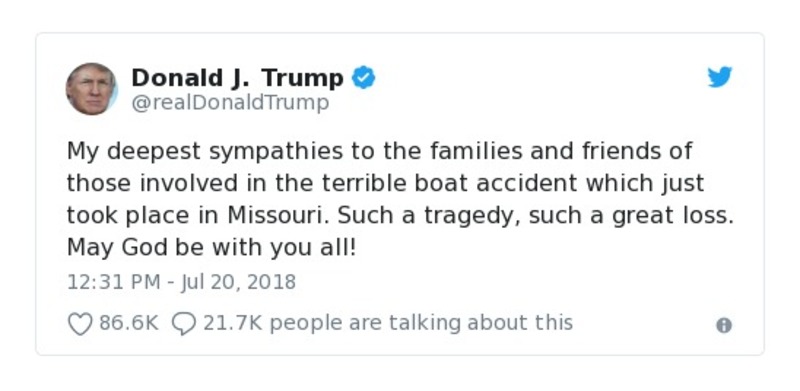 Donald J. Trump
@realDonaldTrump
My deepest sympathies to the families and friends of
those involved in the terrible boat accident which just
took place in Missouri. Such a tragedy, such a great loss.
May God be with you all!
12:31 PM - Jul 20, 2018
86.6K 21.7K people are talking about this